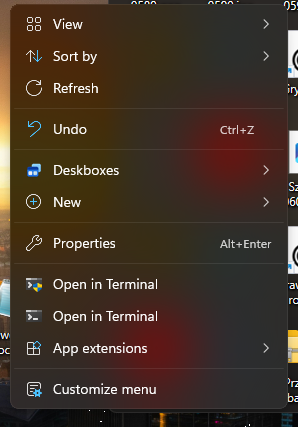 View
Sort by
Refresh
Undo Ctrl+Z
Deskboxes
New
Properties Alt+Enter
Open in Terminal
Open in Terminal
App extensions
Customize menu